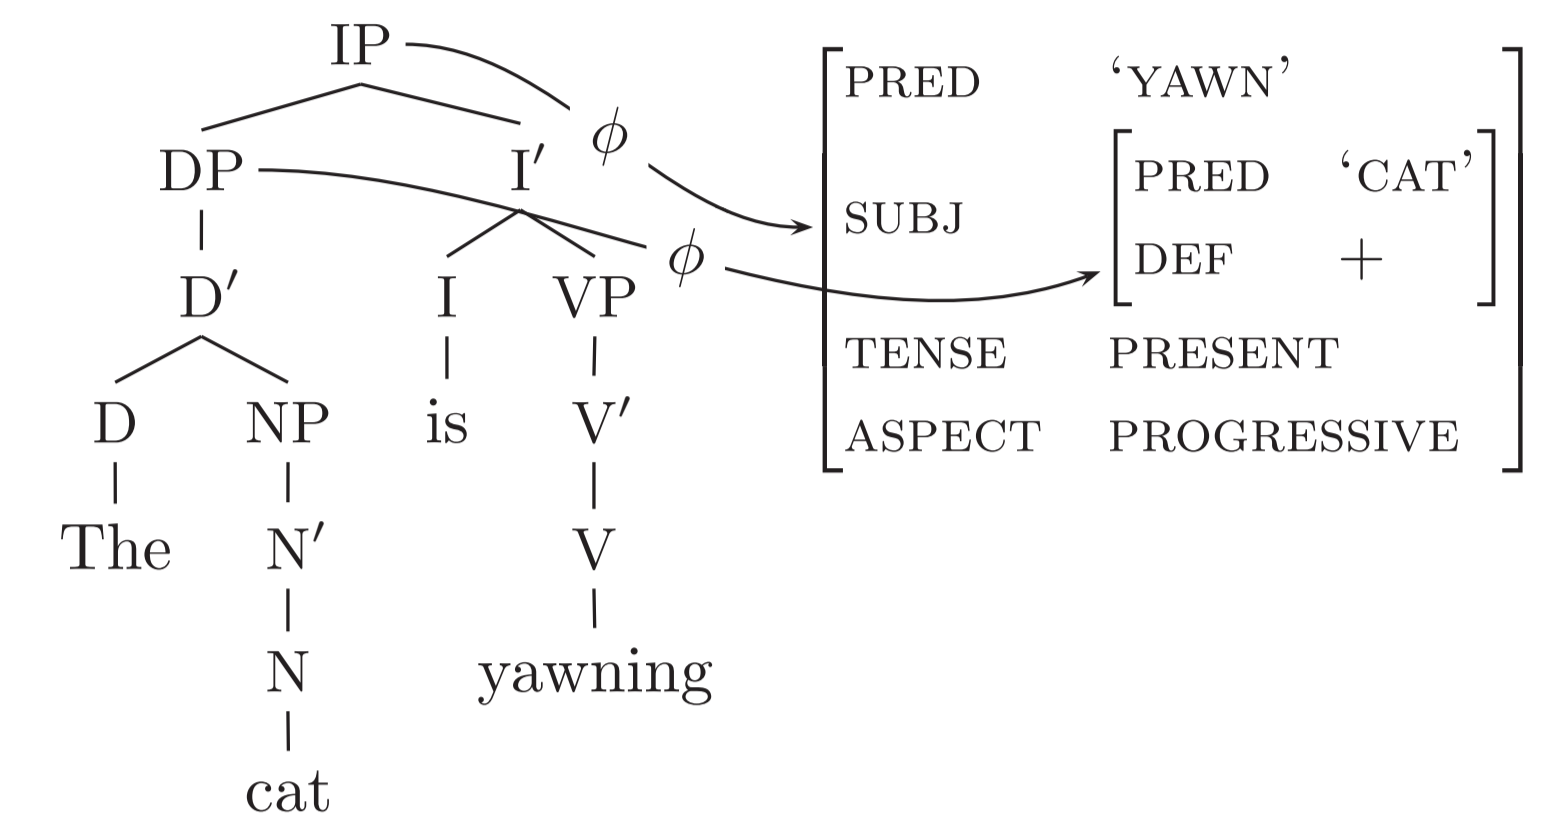 IP
PRED ‘YAWN’
ϕ
DP I′ PRED ‘CAT’
SUBJ
ϕ DEF +
D′ I VP
TENSE PRESENT
D NP is V′ ASPECT PROGRESSIVE
The N′ V
N yawning
cat